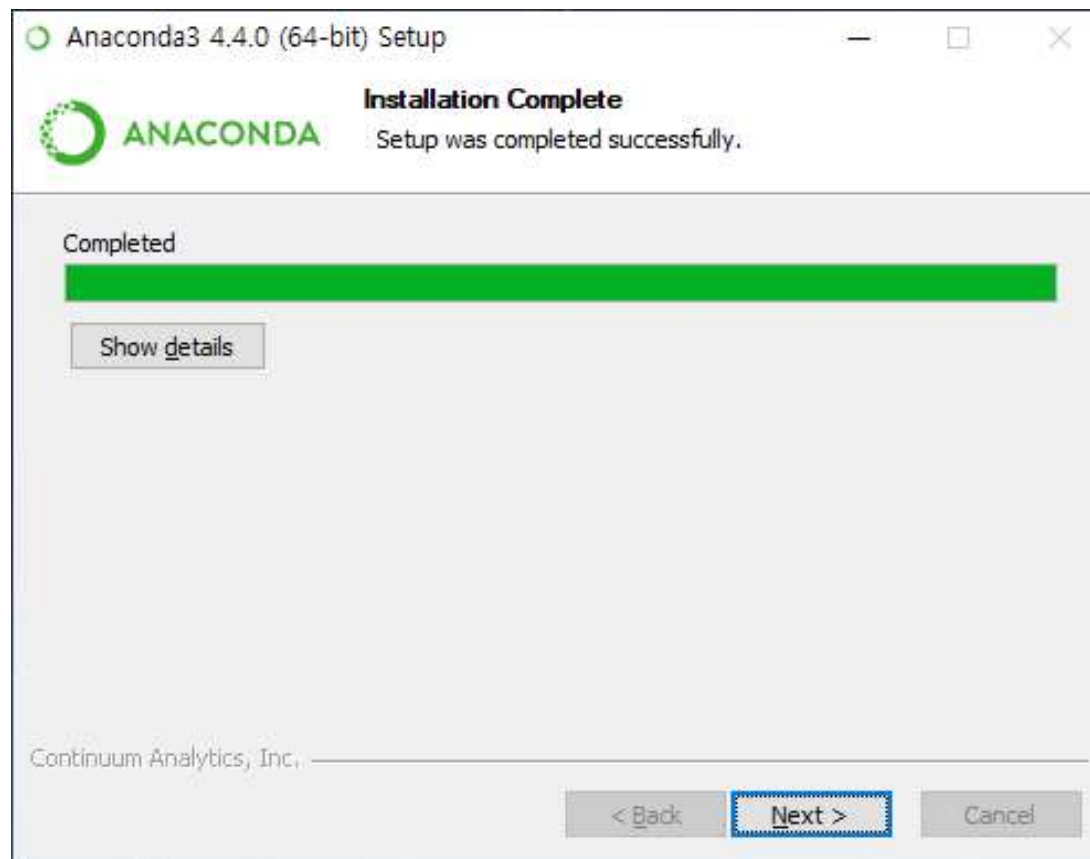 Anaconda3 4.4.0 (64-bit) Setup
ANACONDA
Installation Complete
Setup was completed successfully.
Completed
Show details
Continuum Analytics, Inc.
< Back
Next >
Cancel